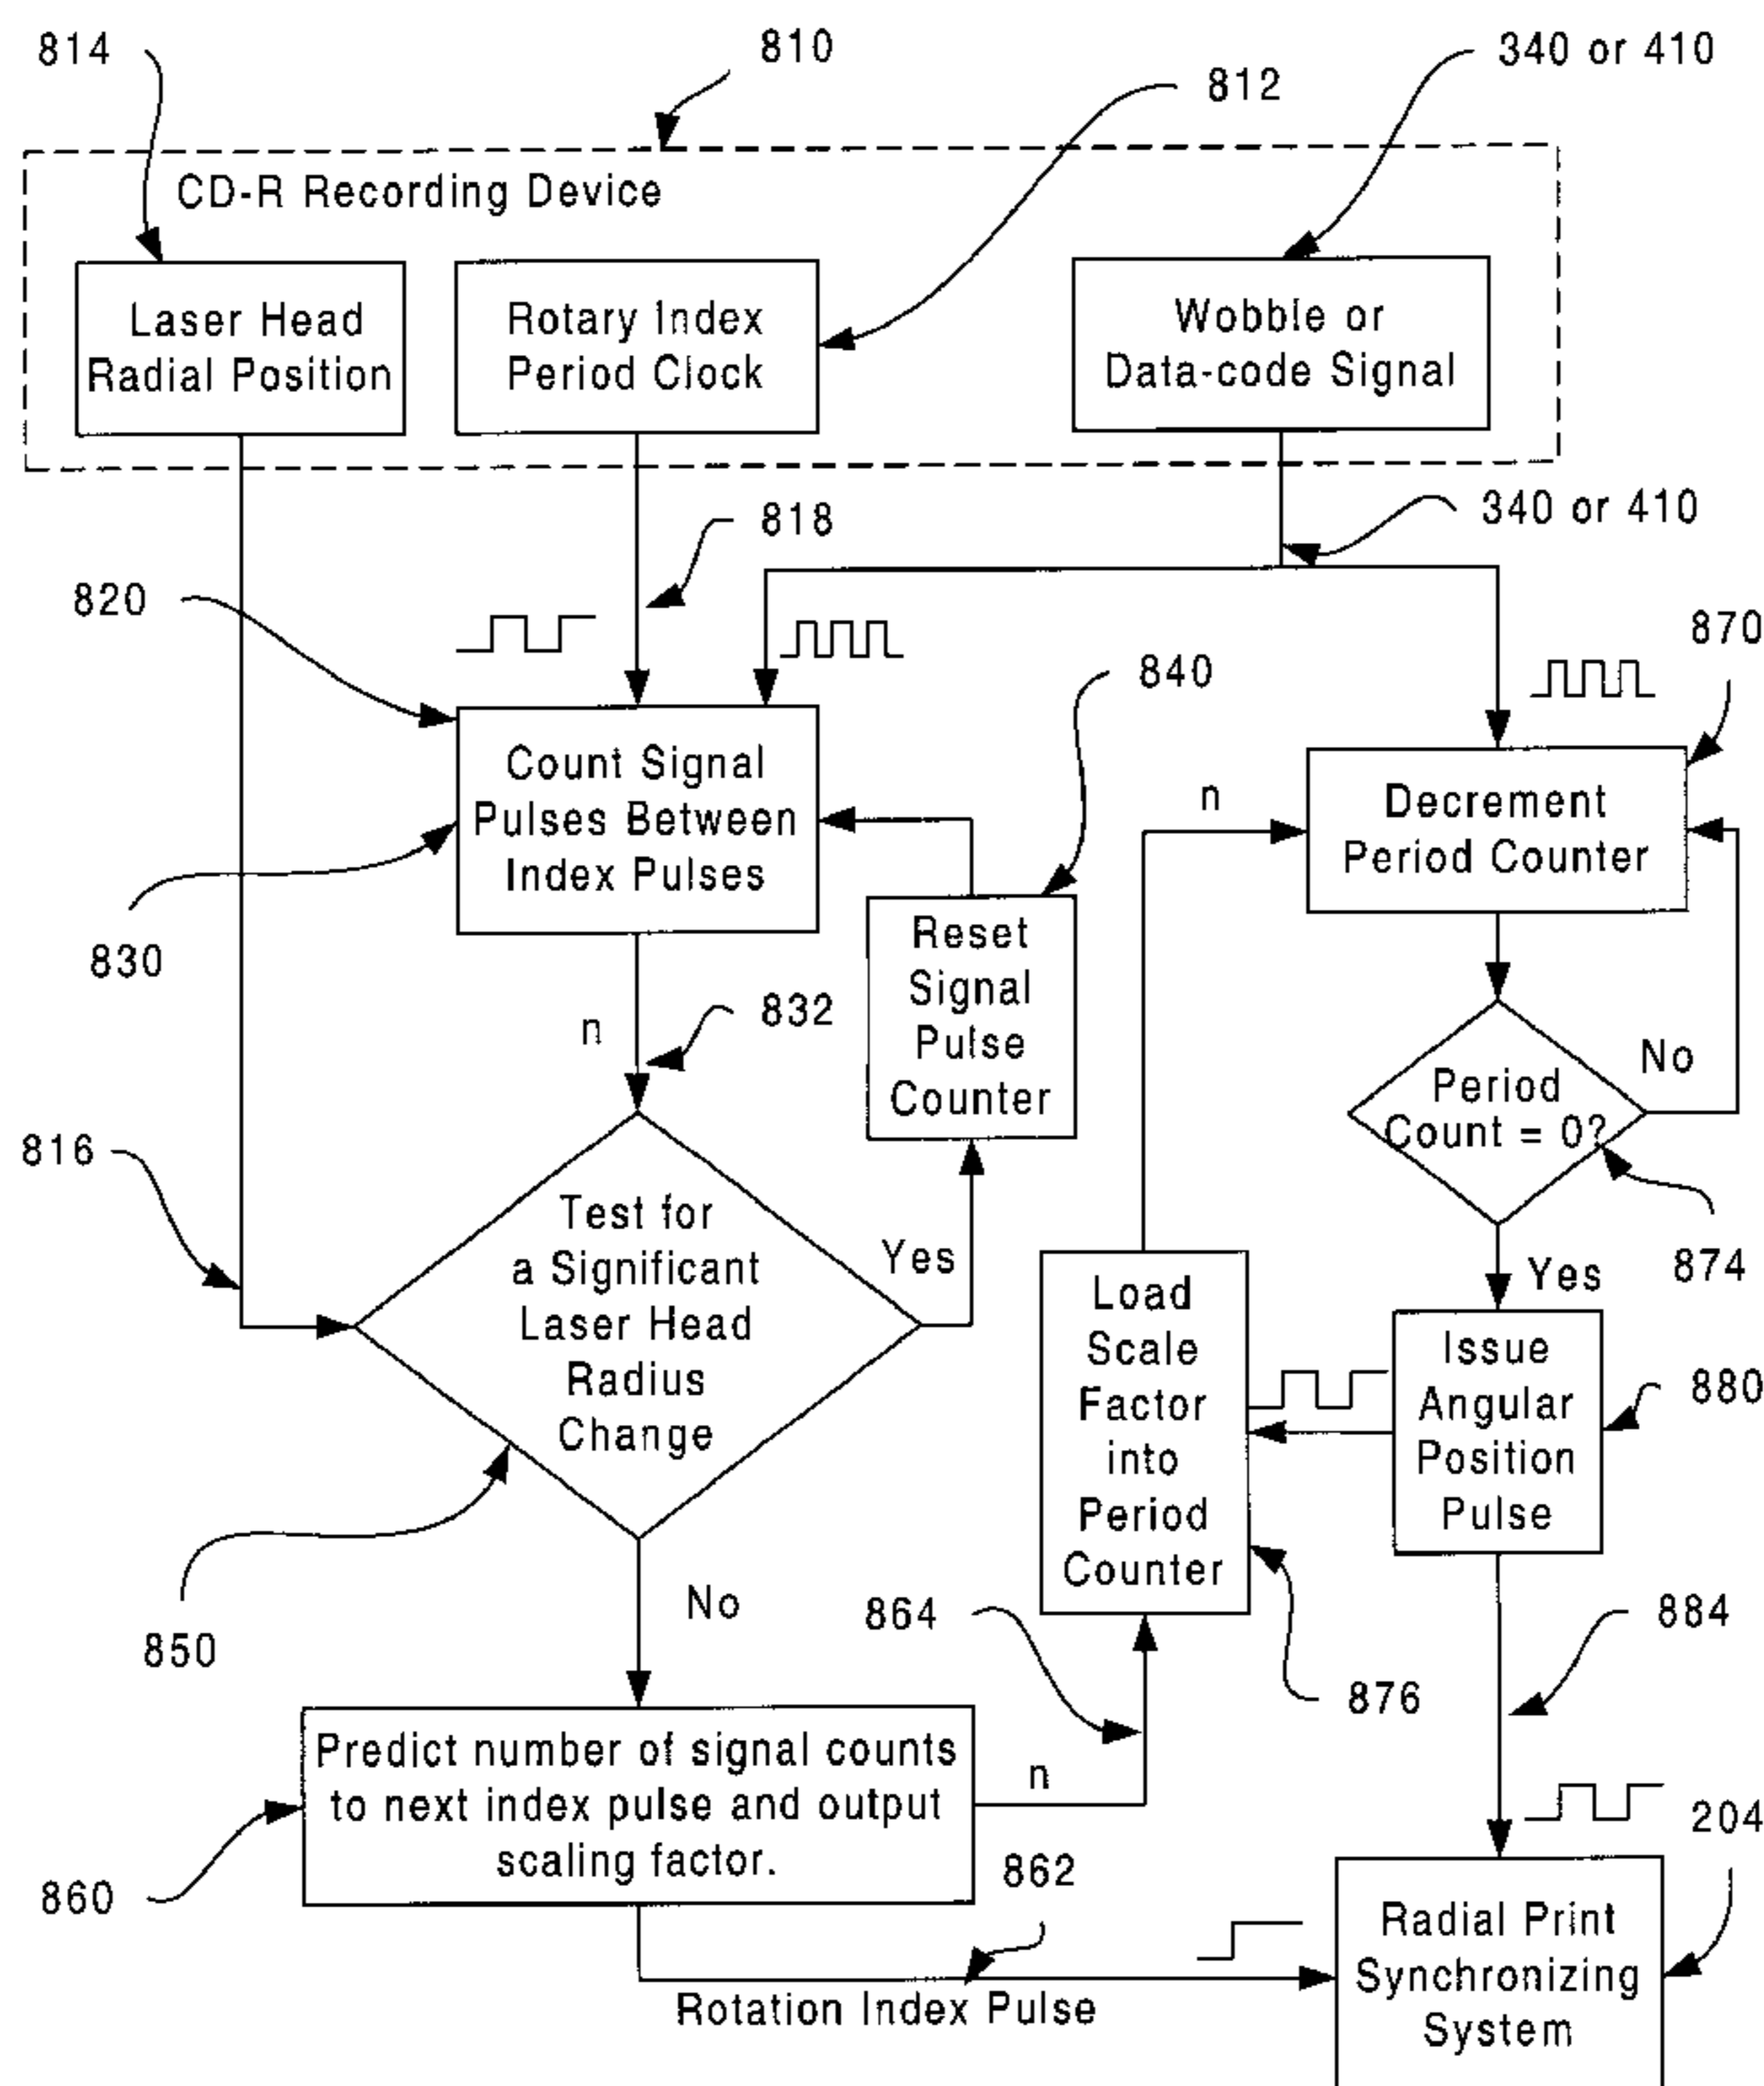 814
810
340 or 410
812
CD-R Recording Device
Laser Head
Radial Position
Rotary Index
Period Clock
Wobble or
Data-code Signal
818
340 or 410
820
870
840
Count Signal
Pulses Between
Index Pulses
n
Decrement
Period Counter
830
Reset
Signal
Pulse
Counter
n
832
No
Period
Count = 0?
816
Test for
a Significant
Laser Head
Radius
Change
Yes
874
Yes
Load
Scale
Factor
into
Period
Counter
Issue
Angular
Position
Pulse
880
850
No
864
884
876
Predict number of signal counts
to next index pulse and output
scaling factor.
n
204
860
862
Radial Print
Synchronizing
System
Rotation Index Pulse